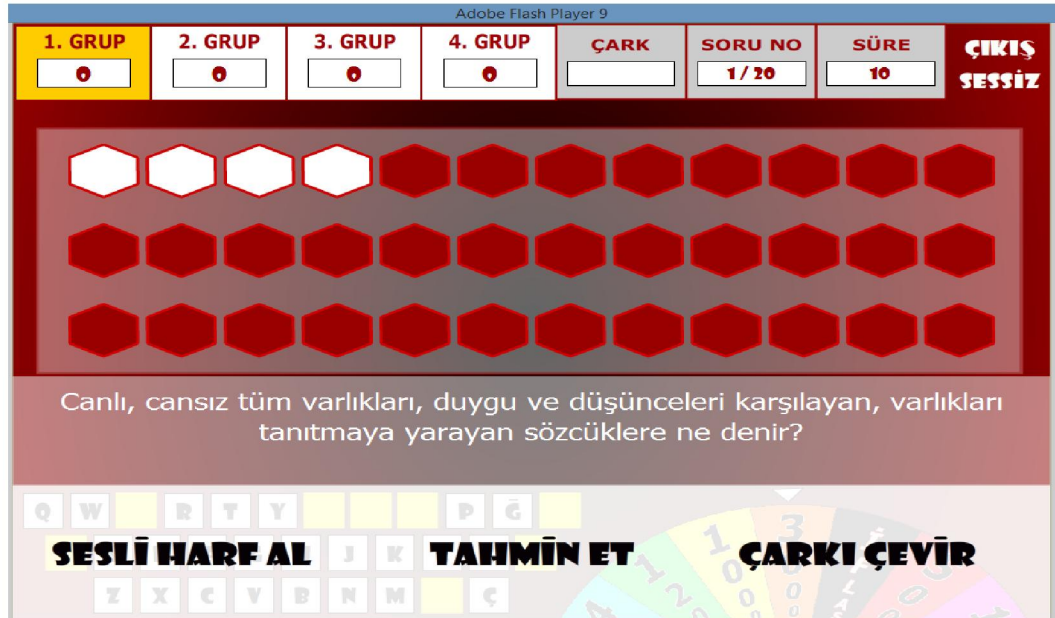 Adobe Flash Player 9
1. GRUP 2. GRUP 3. GRUP 4. GRUP ÇARK SORU NO SÜRE ÇIKIŞ
0 0 0 0 1 / 20 10 SESSİZ
Canlı, cansız tüm varlıkları, duygu ve düşünceleri karşılayan, varlıkları
tanıtmaya yarayan sözcüklere ne denir?
Q W R T Y P Ğ
SESLİ HARF AL J K TAHMİN ET ÇARKI ÇEVİR
Z X C V B N M Ç